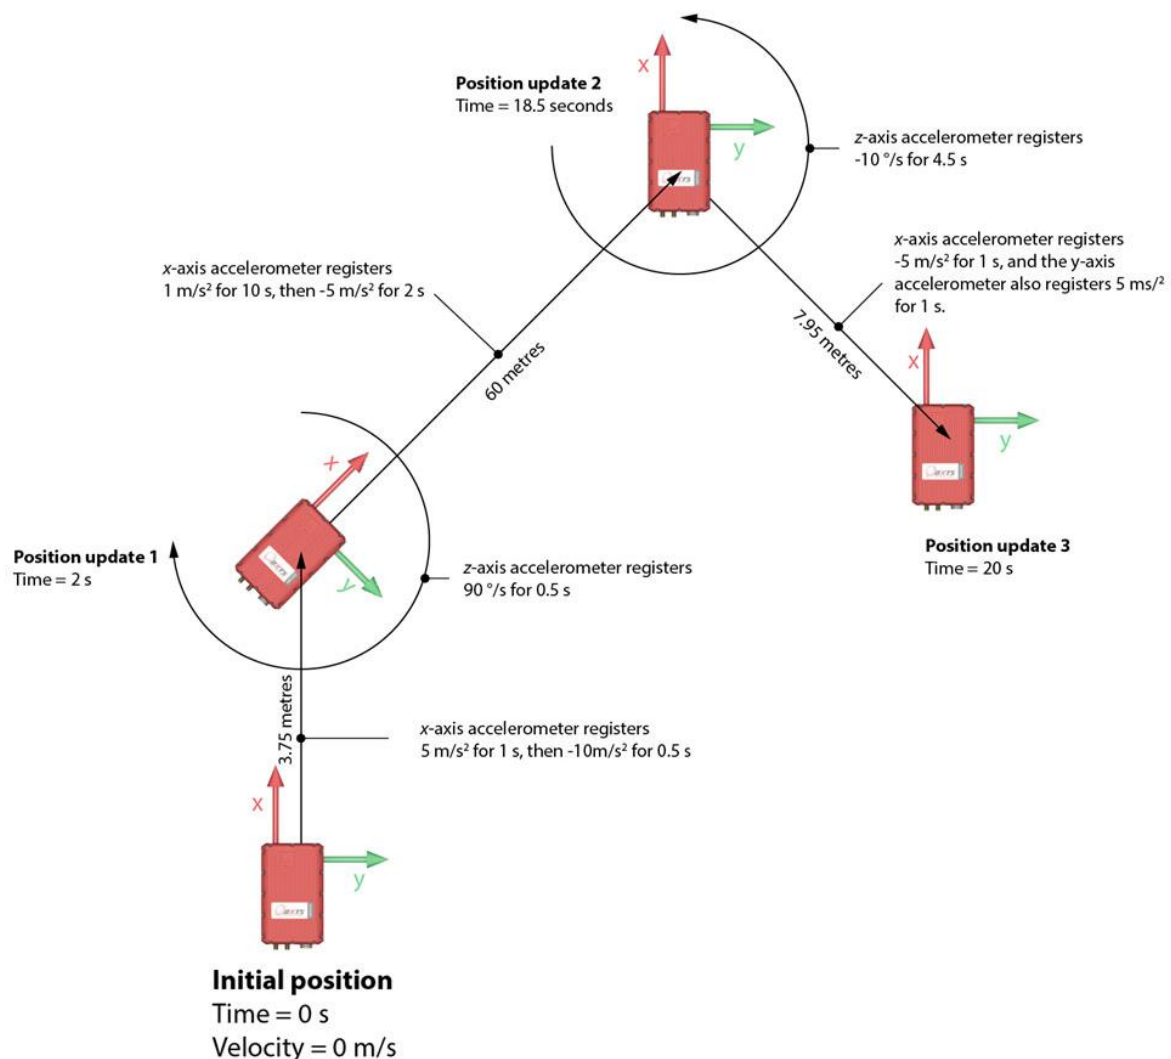 Position update 2
Time = 18.5 seconds
x
y
z-axis accelerometer registers
-10 °/s for 4.5 s
x-axis accelerometer registers
-5 m/s² for 1 s, and the y-axis
accelerometer also registers 5 ms/²
for 1 s.
x-axis accelerometer registers
1 m/s² for 10 s, then -5 m/s² for 2 s
60 metres
7.95 metres
x
y
x
y
Position update 1
Time = 2 s
z-axis accelerometer registers
90 °/s for 0.5 s
Position update 3
Time = 20 s
3.75 metres
x-axis accelerometer registers
5 m/s² for 1 s, then -10m/s² for 0.5 s
x
y
Initial position
Time = 0 s
Velocity = 0 m/s